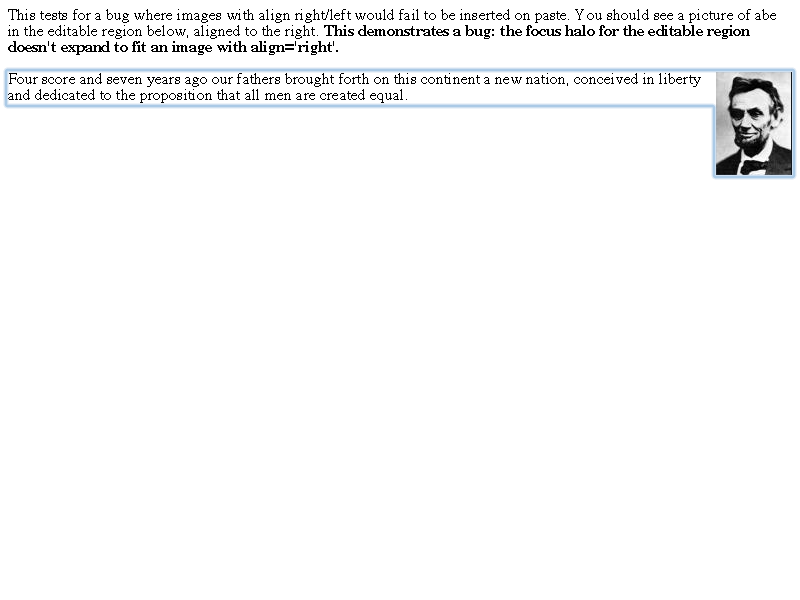 This tests for a bug where images with align right/left would fail to be inserted on paste. You should see a picture of abe
in the editable region below, aligned to the right. This demonstrates a bug: the focus halo for the editable region
doesn't expand to fit an image with align='right'.
Four score and seven years ago our fathers brought forth on this continent a new nation, conceived in liberty
and dedicated to the proposition that all men are created equal.